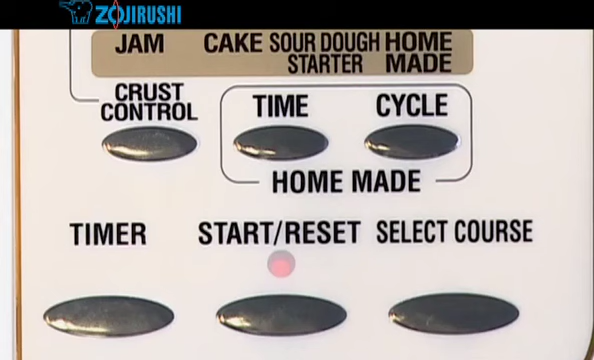 ZOJIRUSHI
JAM CAKE SOUR DOUGH STARTER HOME MADE
CRUST CONTROL
TIME CYCLE
HOME MADE
TIMER START/RESET SELECT COURSE